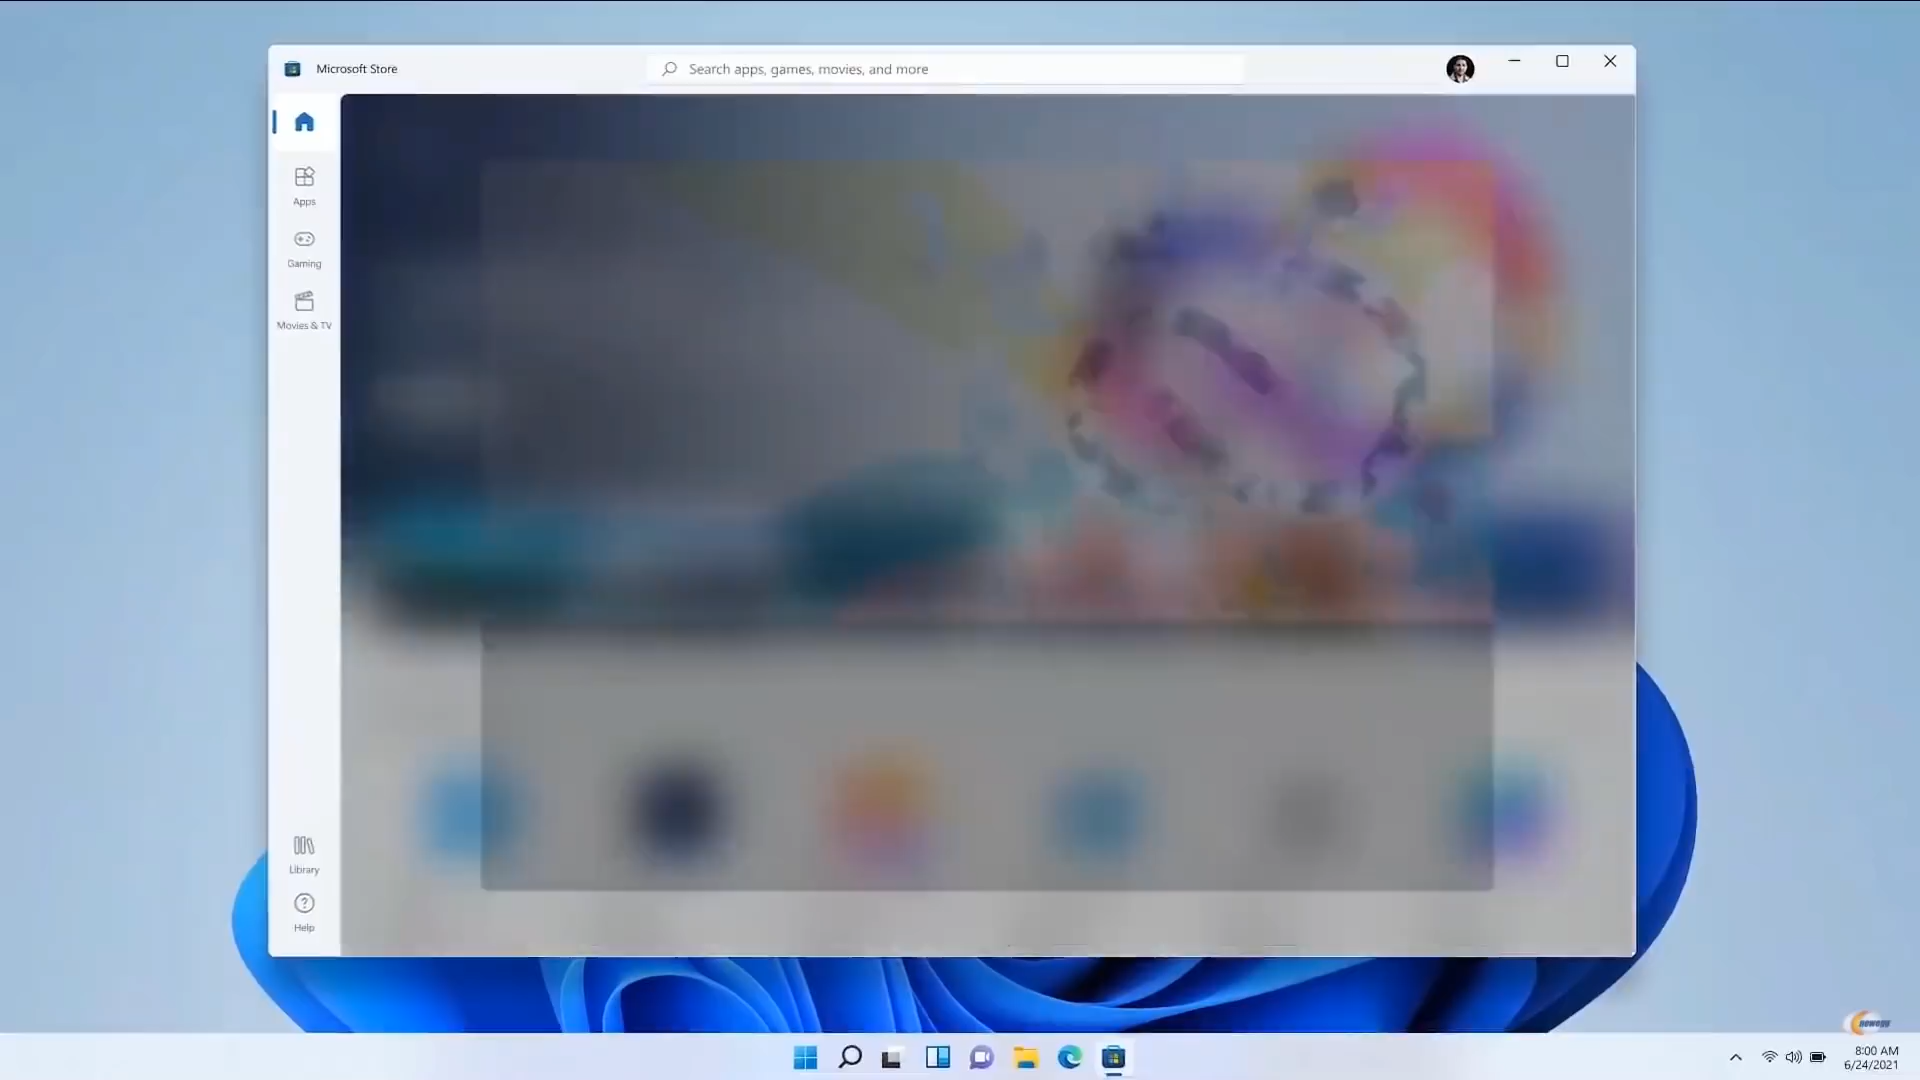 Microsoft Store
Search apps, games, movies, and more
Apps
Gaming
Movies & TV
Library
Help
newegg
8:00 AM
6/24/2021